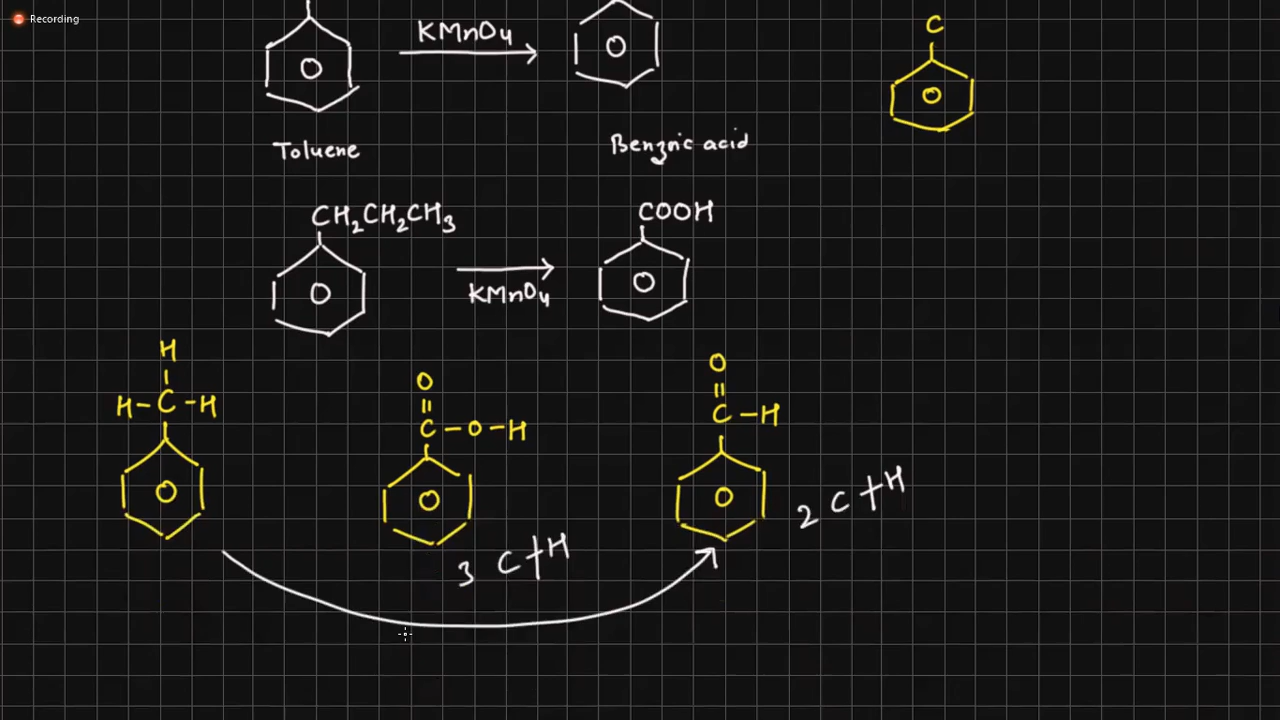 Recording
KMnO4
C
Toluene
Benzoic acid
CH2CH2CH3
COOH
KMnO4
H
H-C-H
O
C-O-H
O
C-H
3 C H
2 C H